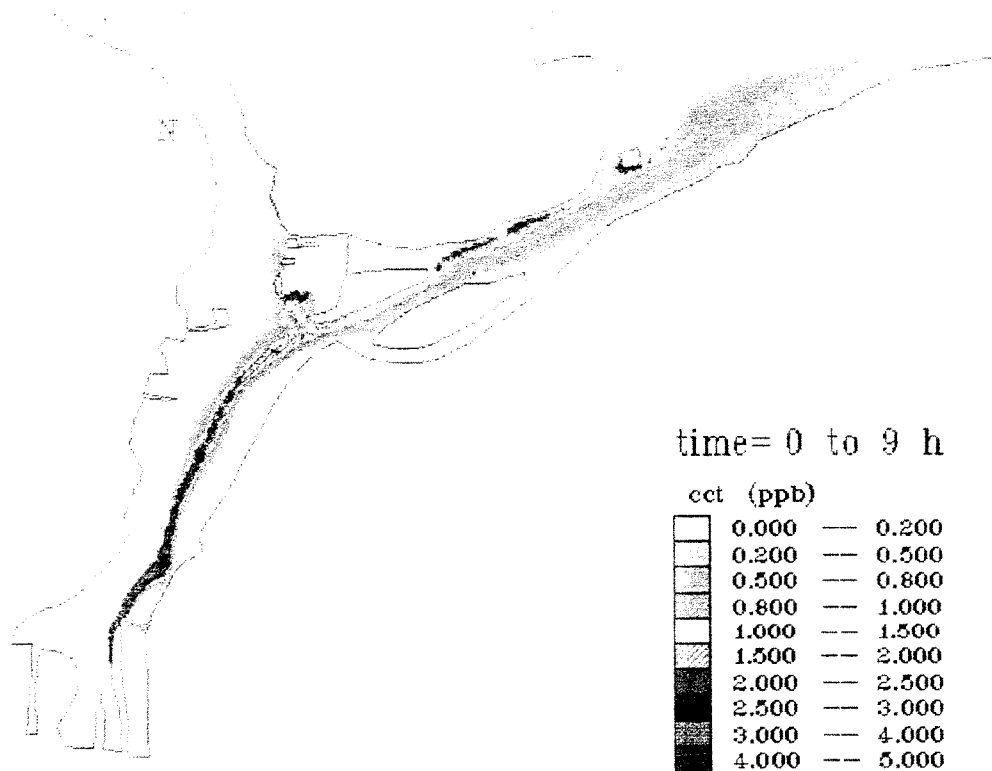 N
time= 0 to 9 h
cct (ppb)
0.000 — 0.200
0.200 — 0.500
0.500 — 0.800
0.800 — 1.000
1.000 — 1.500
1.500 — 2.000
2.000 — 2.500
2.500 — 3.000
3.000 — 4.000
4.000 — 5.000